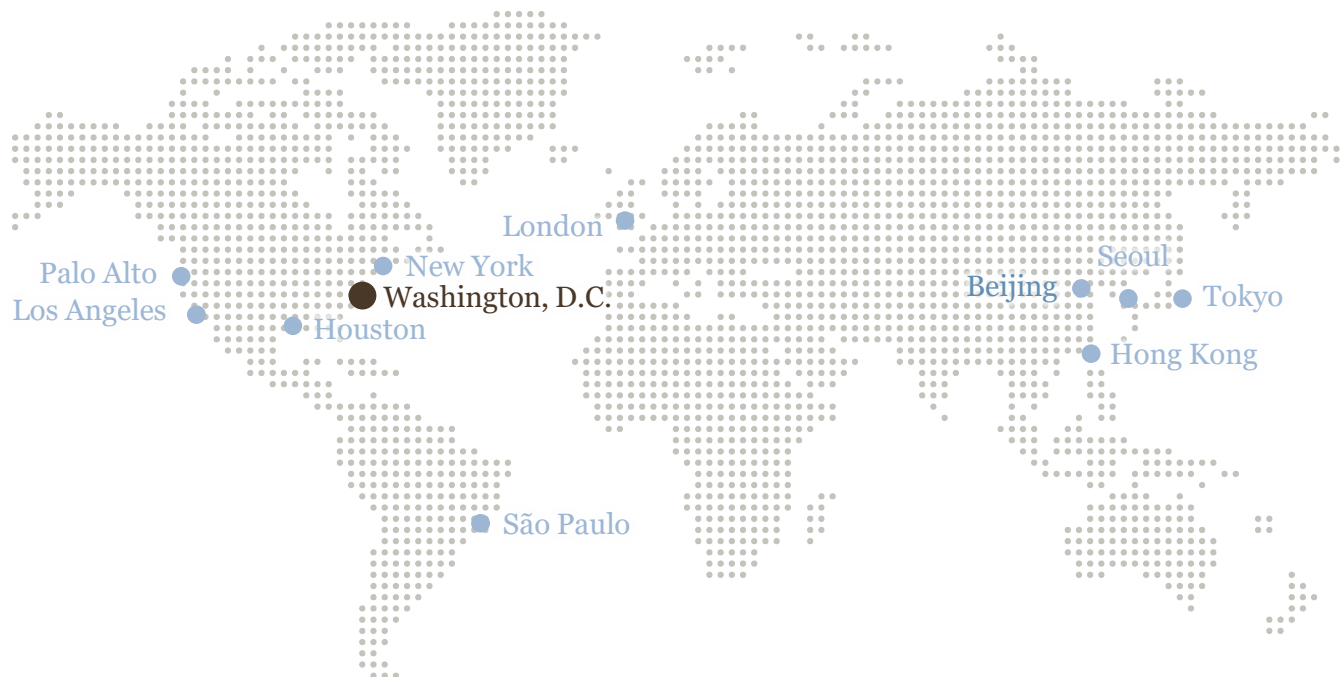 London
Seoul
New York
Palo Alto
Beijing
Washington, D.C.
Tokyo
Los Angeles
Houston
Hong Kong
São Paulo